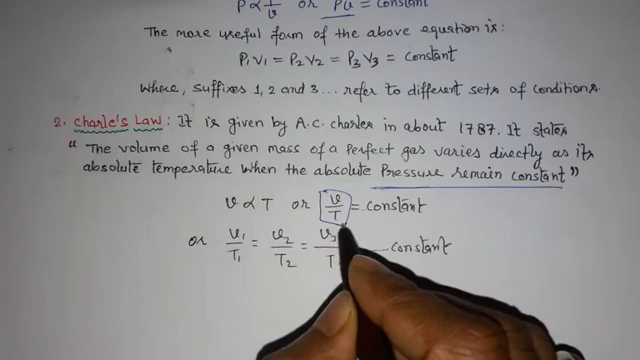 P ∝ 1/v or Pv = constant
The more useful form of the above equation is:
P₁V₁ = P₂V₂ = P₃V₃ = constant
Where, suffixes 1, 2 and 3... refer to different sets of conditions.
2. Charle's Law: It is given by A.C. charles in about 1787. It states
" The volume of a given mass of a perfect gas varies directly as its
absolute temperature when the absolute Pressure remain constant"
v ∝ T or v/T = constant
or v₁/T₁ = v₂/T₂ = v₃/T ... constant